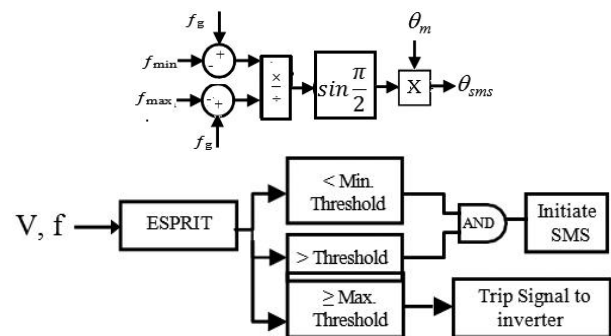 f_g
θ_m
f_min
- +
×
÷
sin π/2
X
θ_sms
f_max
- +
f_g
V, f
ESPRIT
< Min.
Threshold
> Threshold
≥ Max.
Threshold
AND
Initiate
SMS
Trip Signal to
inverter